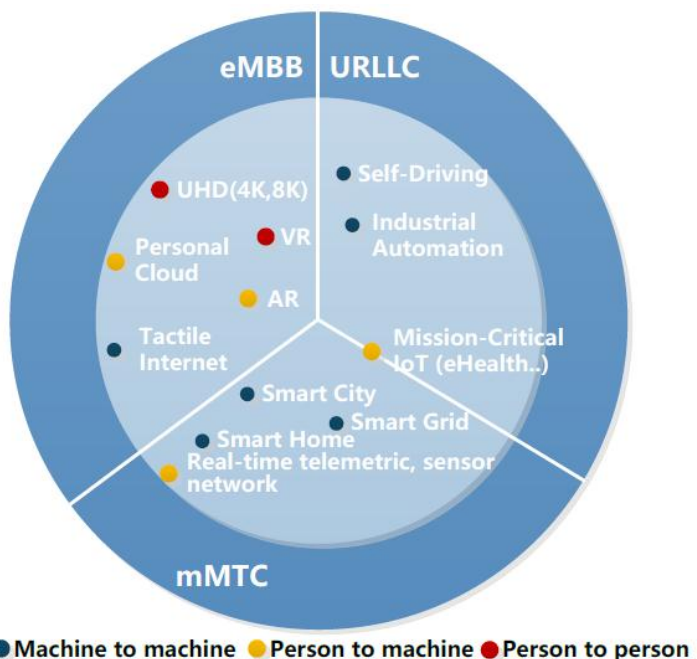 eMBB
URLLC
UHD(4K,8K)
VR
Personal
Cloud
AR
Tactile
Internet
Self-Driving
Industrial
Automation
Mission-Critical
IoT (eHealth..)
Smart City
Smart Grid
Smart Home
Real-time telemetric, sensor
network
mMTC
Machine to machine
Person to machine
Person to person